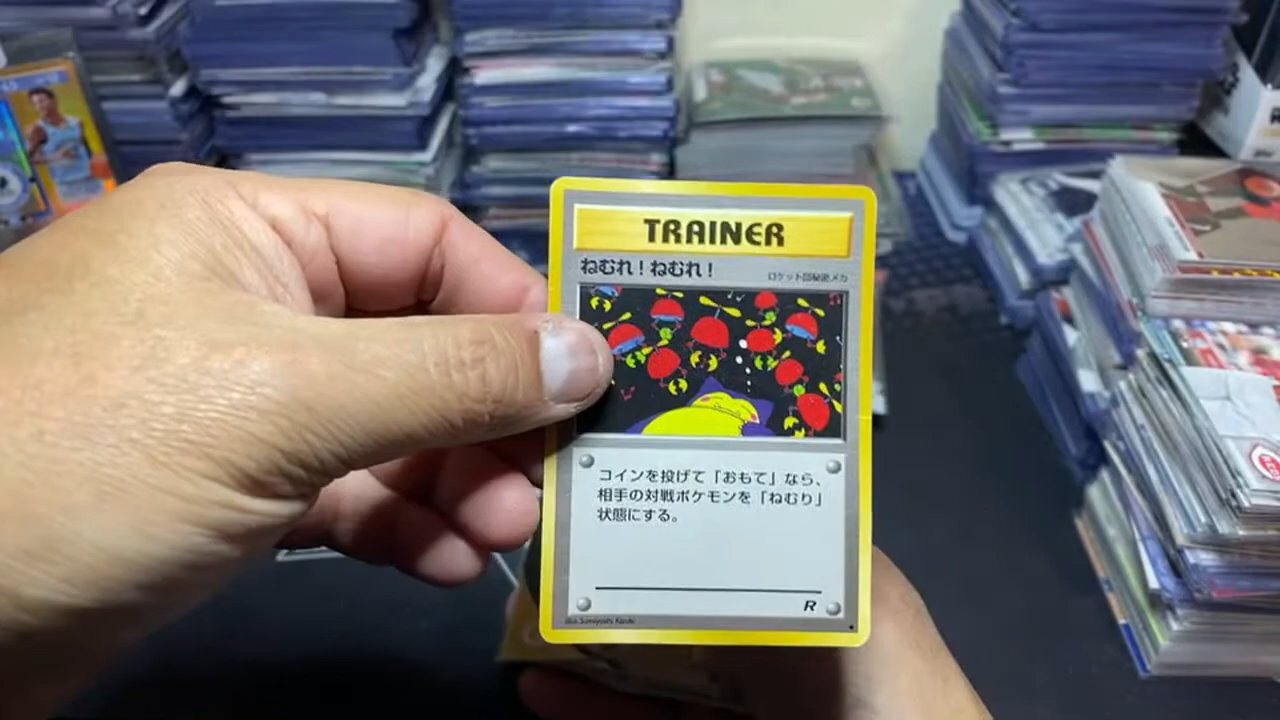 TRAINER
ねむれ！ねむれ！
ロケット団秘密メカ
コインを投げて「おもて」なら、
相手の対戦ポケモンを「ねむり」
状態にする。
R
Illus. Sumiyoshi Kizuki